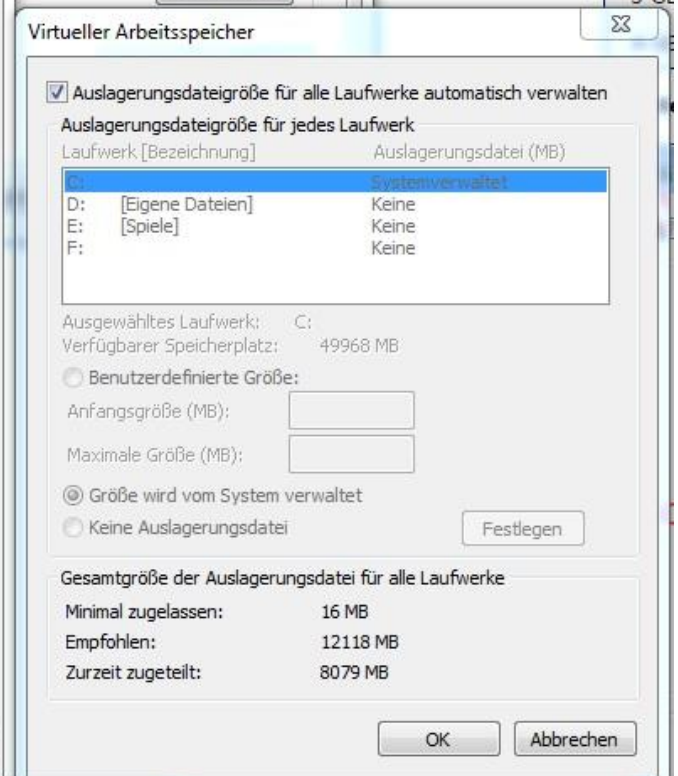 Virtueller Arbeitsspeicher
Auslagerungsdateigröße für alle Laufwerke automatisch verwalten
Auslagerungsdateigröße für jedes Laufwerk
Laufwerk [Bezeichnung] Auslagerungsdatei (MB)
C: Systemverwaltet
D: [Eigene Dateien] Keine
E: [Spiele] Keine
F: Keine
Ausgewähltes Laufwerk: C:
Verfügbarer Speicherplatz: 49968 MB
Benutzerdefinierte Größe:
Anfangsgröße (MB):
Maximale Größe (MB):
Größe wird vom System verwaltet
Keine Auslagerungsdatei Festlegen
Gesamtgröße der Auslagerungsdatei für alle Laufwerke
Minimal zugelassen: 16 MB
Empfohlen: 12118 MB
Zurzeit zugeteilt: 8079 MB
OK Abbrechen